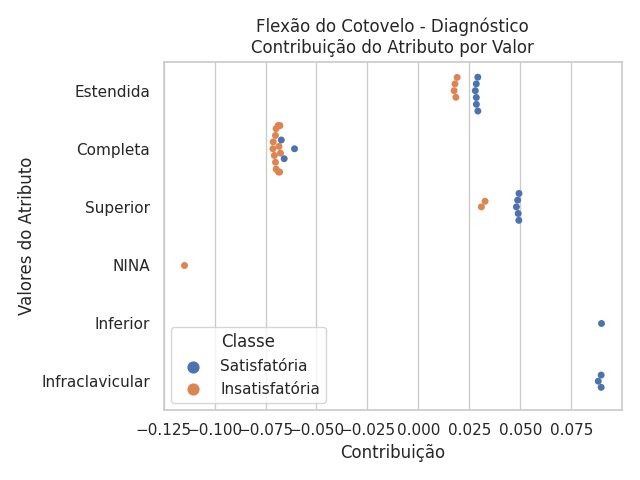 Flexão do Cotovelo - Diagnóstico
Contribuição do Atributo por Valor
Valores do Atributo
Estendida
Completa
Superior
NINA
Inferior
Infraclavicular
Classe
Satisfatória
Insatisfatória
−0.125 −0.100 −0.075 −0.050 −0.025 0.000 0.025 0.050 0.075
Contribuição